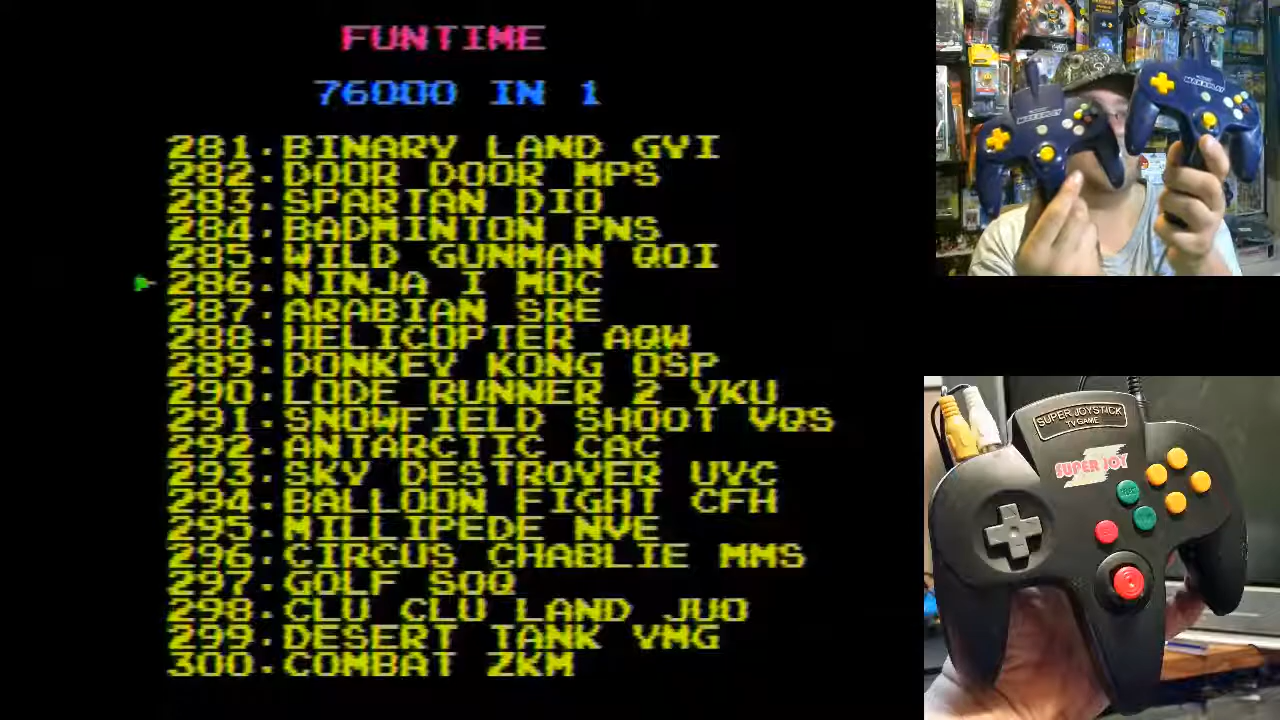 FUNTIME
76000 IN 1
281.BINARY LAND GVI
282.DOOR DOOR MPS
283.SPARTAN DIO
284.BADMINTON PNS
285.WILD GUNMAN QOI
286.NINJA I MOC
287.ARABIAN SRE
288.HELICOPTER AQW
289.DONKEY KONG OSP
290.LODE RUNNER 2 YKU
291.SNOWFIELD SHOOT VQS
292.ANTARCTIC CAC
293.SKY DESTROYER UVC
294.BALLOON FIGHT CFH
295.MILLIPEDE NVE
296.CIRCUS CHABLIE MMS
297.GOLF SOQ
298.CLU CLU LAND JUO
299.DESERT TANK VMG
300.COMBAT ZKM
SUPER JOYSTICK
TV GAME
SUPER JOY